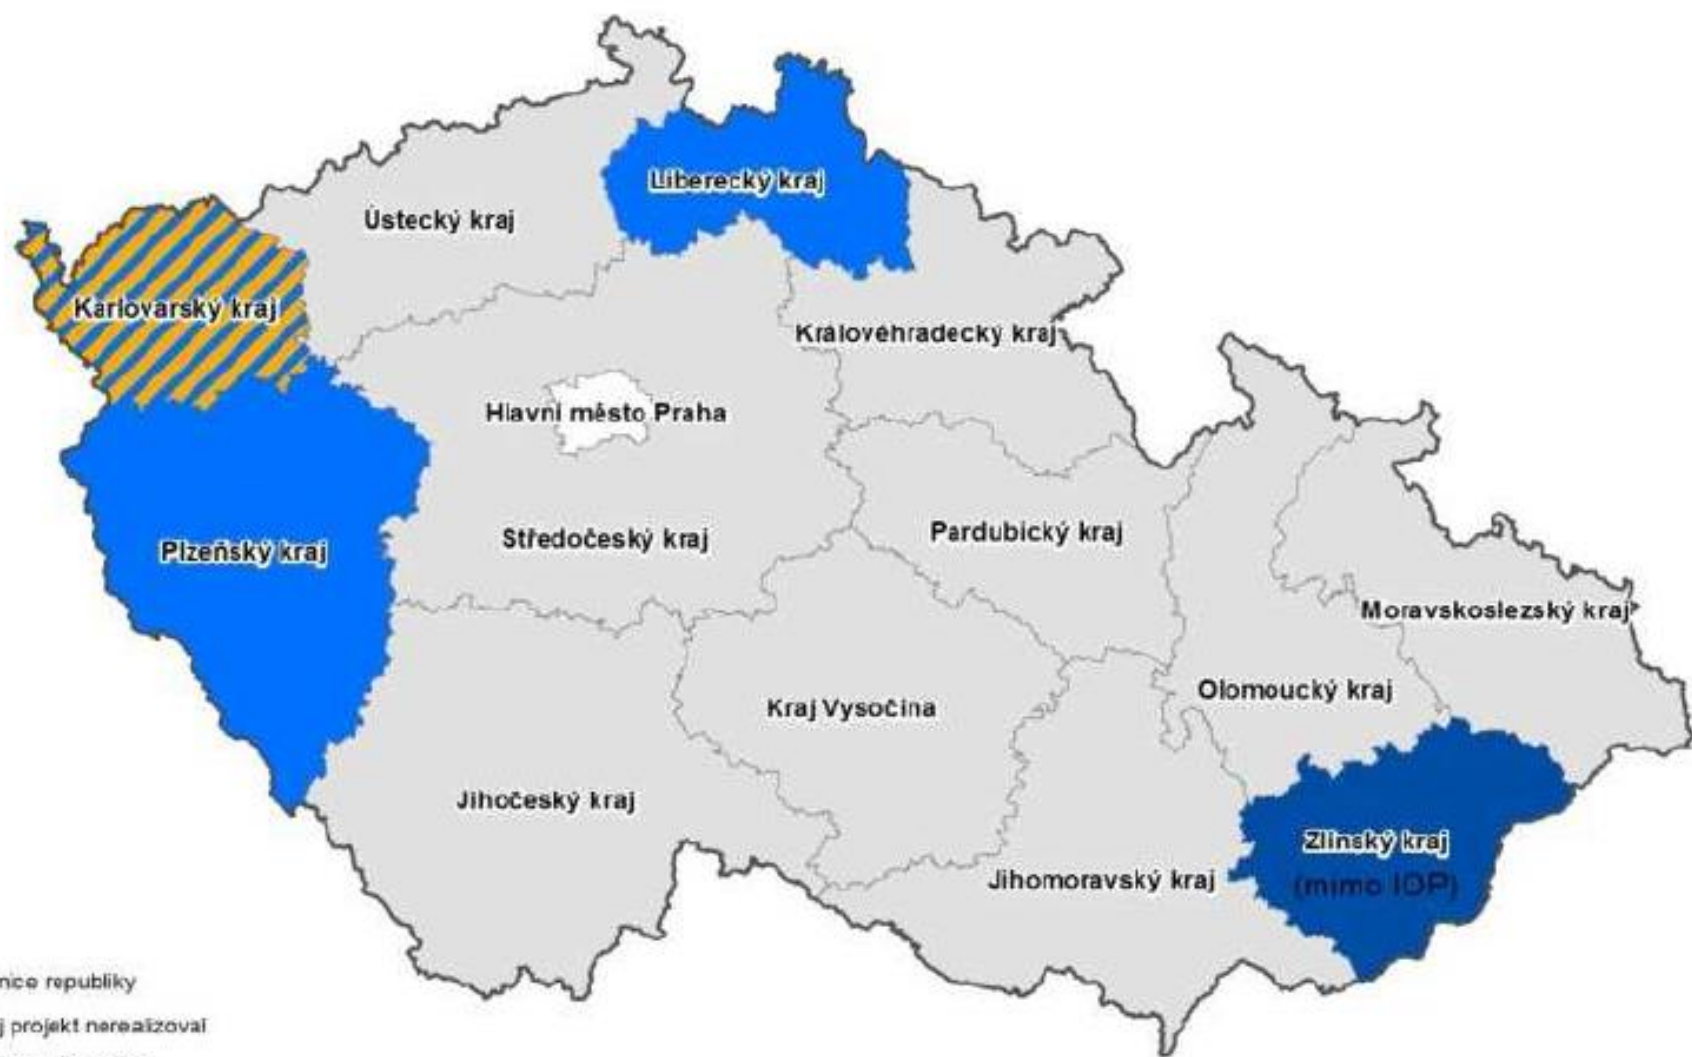 Liberecký kraj
Ústecký kraj
Karlovarský kraj
Královéhradecký kraj
Hlavní město Praha
Plzeňský kraj
Středočeský kraj
Pardubický kraj
Moravskoslezský kraj
Olomoucký kraj
Kraj Vysočina
Jihočeský kraj
Zlínský kraj
(mimo IOP)
Jihomoravský kraj
republiky
projekt nerealizoval